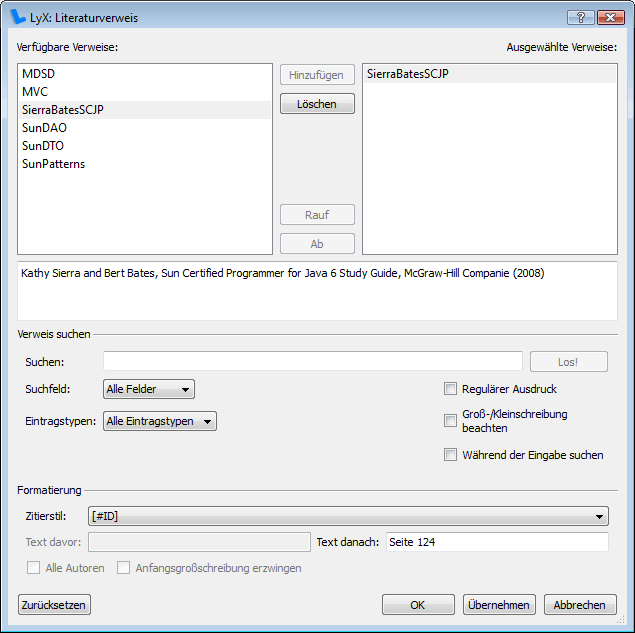 LyX: Literaturverweis
Verfügbare Verweise:
Ausgewählte Verweise:
MDSD
MVC
SierraBatesSCJP
SunDAO
SunDTO
SunPatterns
Hinzufügen
Löschen
Rauf
Ab
SierraBatesSCJP
Kathy Sierra and Bert Bates, Sun Certified Programmer for Java 6 Study Guide, McGraw-Hill Companie (2008)
Verweis suchen
Suchen:
Los!
Suchfeld: Alle Felder
Regulärer Ausdruck
Eintragstypen: Alle Eintragstypen
Groß-/Kleinschreibung
beachten
Während der Eingabe suchen
Formatierung
Zitierstil: [#ID]
Text davor:
Text danach: Seite 124
Alle Autoren
Anfangsgroßschreibung erzwingen
Zurücksetzen
OK
Übernehmen
Abbrechen